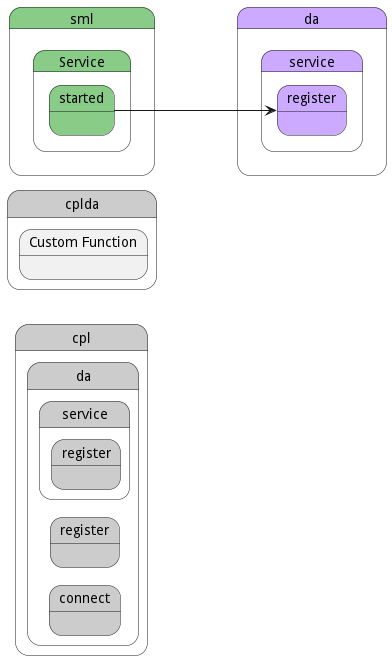 sml
da
Service
service
started
register
cplda
Custom Function
cpl
da
service
register
register
connect